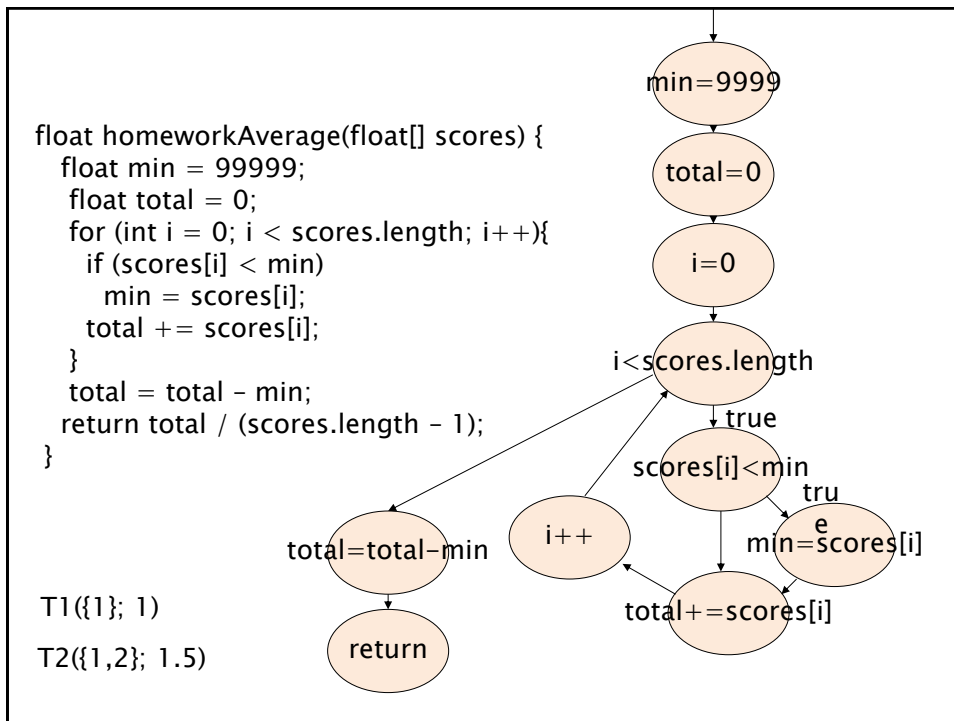 float homeworkAverage(float[] scores) {
float min = 99999;
float total = 0;
for (int i = 0; i < scores.length; i++){
if (scores[i] < min)
min = scores[i];
total += scores[i];
}
total = total – min;
return total / (scores.length – 1);
}
T1({1}; 1)
T2({1,2}; 1.5)
min=9999
total=0
i=0
i<scores.length
true
scores[i]<min
tru
e
min=scores[i]
i++
total+=scores[i]
total=total–min
return